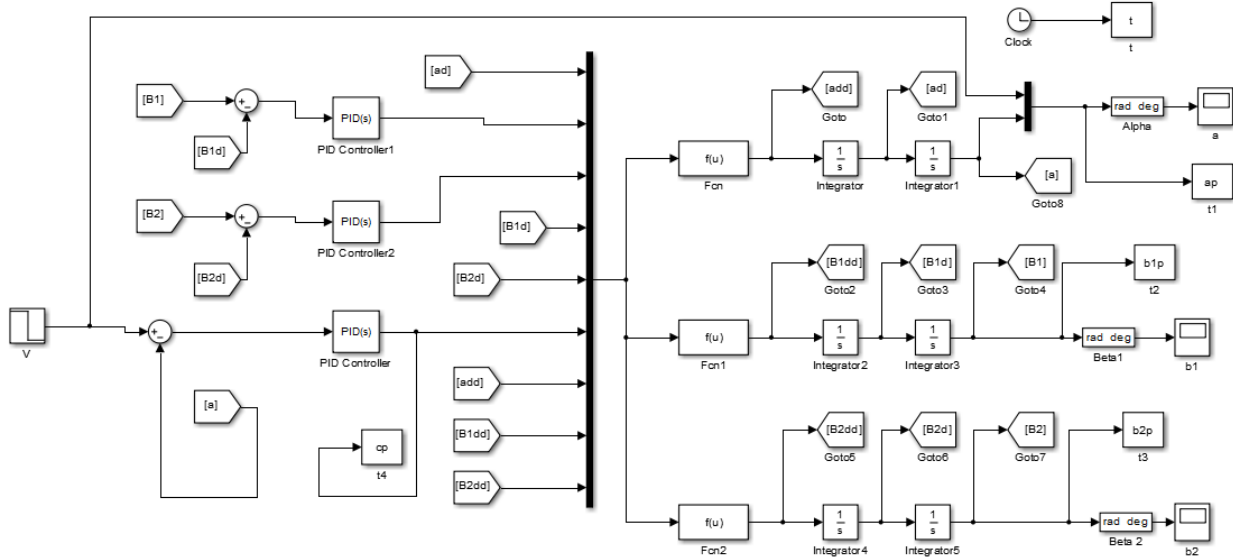 t
Clock
t
[ad]
[add]
[ad]
[B1]
PID(s)
Goto
Goto1
rad deg
Alpha
a
[B1d]
PID Controller1
f(u)
Fcn
1
s
Integrator
1
s
Integrator1
[a]
Goto8
ap
t1
[B2]
PID(s)
[B1d]
PID Controller2
[B2d]
[B2d]
[B1dd]
Goto2
[B1d]
Goto3
[B1]
Goto4
b1p
t2
V
PID(s)
PID Controller
f(u)
Fcn1
1
s
Integrator2
1
s
Integrator3
rad deg
Beta1
b1
[a]
[add]
cp
t4
[B1dd]
[B2dd]
[B2dd]
Goto5
[B2d]
Goto6
[B2]
Goto7
b2p
t3
f(u)
Fcn2
1
s
Integrator4
1
s
Integrator5
rad deg
Beta 2
b2